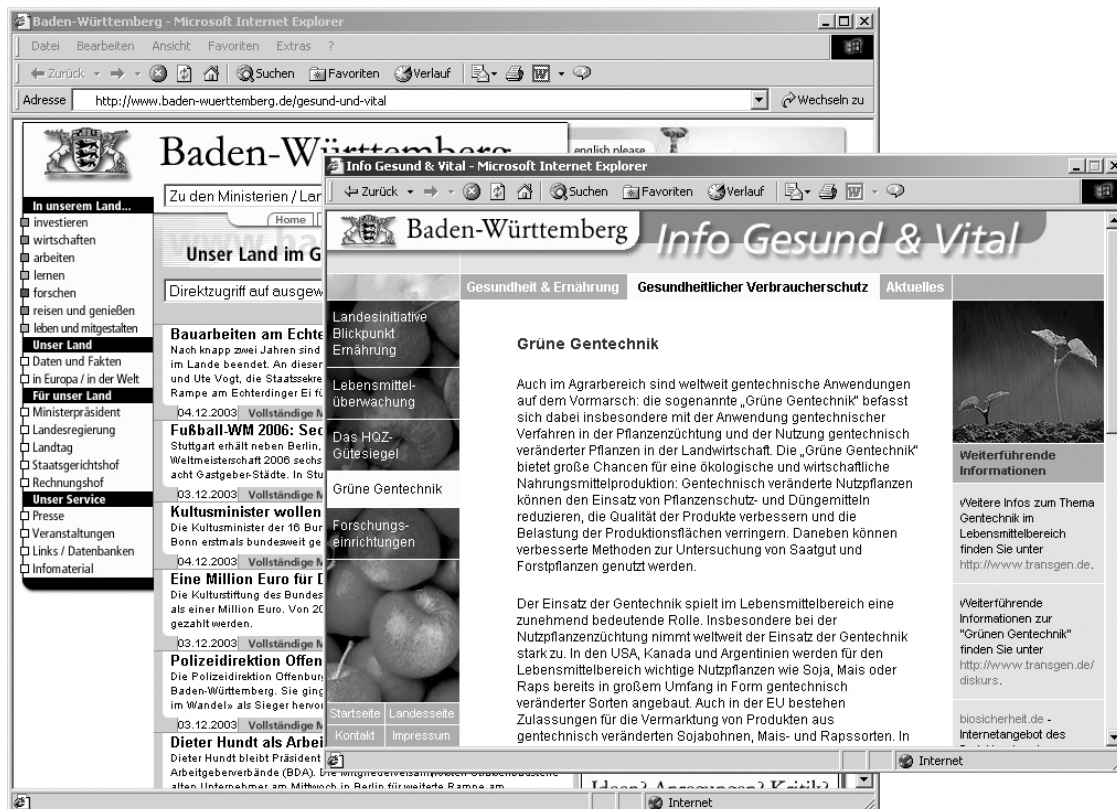 Baden-Württemberg - Microsoft Internet Explorer
Datei Bearbeiten Ansicht Favoriten Extras ?
Zurück Suchen Favoriten Verlauf
Adresse http://www.baden-wuerttemberg.de/gesund-und-vital Wechseln zu
Baden-Württemberg
english please
Zu den Ministerien / Lan
Home
In unserem Land...
investieren
wirtschaften
arbeiten
lernen
forschen
reisen und genießen
leben und mitgestalten
Unser Land
Daten und Fakten
in Europa / in der Welt
Für unser Land
Ministerpräsident
Landesregierung
Landtag
Staatsgerichtshof
Rechnungshof
Unser Service
Presse
Veranstaltungen
Links / Datenbanken
Infomaterial
Unser Land im G
Direktzugriff auf ausgew
Bauarbeiten am Echte
Nach knapp zwei Jahren sind
im Lande beendet. An dieser
und Ute Vogt, die Staatssekre
Rampe am Echterdinger Ei fü
04.12.2003 Vollständige M
Fußball-WM 2006: Sec
Stuttgart erhält neben Berlin,
Weltmeisterschaft 2006 sechs
acht Gastgeber-Städte. In Stu
03.12.2003 Vollständige M
Kultusminister wollen
Die Kultusminister der 16 Bun
Bonn erstmals bundesweit ge
04.12.2003 Vollständige M
Eine Million Euro für D
Die Kulturstiftung des Bundes
als einer Million Euro. Von 20
gezahlt werden.
03.12.2003 Vollständige M
Polizeidirektion Offen
Die Polizeidirektion Offenburg
Baden-Württemberg. Sie ging
im Wandel» als Sieger hervor
03.12.2003 Vollständige M
Dieter Hundt als Arbei
Dieter Hundt bleibt Präsident
Arbeitgeberverbände (BDA). Die
alten Unternehmer am Mittwoch in Berlin für weitere
Ideen? Anregungen? Kritik?
Internet
Info Gesund & Vital - Microsoft Internet Explorer
Zurück Suchen Favoriten Verlauf
Baden-Württemberg Info Gesund & Vital
Gesundheit & Ernährung Gesundheitlicher Verbraucherschutz Aktuelles
Landesinitiative
Blickpunkt
Ernährung
Lebensmittel-
überwachung
Das HQZ-
Gütesiegel
Grüne Gentechnik
Forschungs-
einrichtungen
Startseite Landesseite
Kontakt Impressum
Grüne Gentechnik
Auch im Agrarbereich sind weltweit gentechnische Anwendungen
auf dem Vormarsch: die sogenannte „Grüne Gentechnik" befasst
sich dabei insbesondere mit der Anwendung gentechnischer
Verfahren in der Pflanzenzüchtung und der Nutzung gentechnisch
veränderter Pflanzen in der Landwirtschaft. Die „Grüne Gentechnik"
bietet große Chancen für eine ökologische und wirtschaftliche
Nahrungsmittelproduktion: Gentechnisch veränderte Nutzpflanzen
können den Einsatz von Pflanzenschutz- und Düngemitteln
reduzieren, die Qualität der Produkte verbessern und die
Belastung der Produktionsflächen verringern. Daneben können
verbesserte Methoden zur Untersuchung von Saatgut und
Forstpflanzen genutzt werden.
Der Einsatz der Gentechnik spielt im Lebensmittelbereich eine
zunehmend bedeutende Rolle. Insbesondere bei der
Nutzpflanzenzüchtung nimmt weltweit der Einsatz der Gentechnik
stark zu. In den USA, Kanada und Argentinien werden für den
Lebensmittelbereich wichtige Nutzpflanzen wie Soja, Mais oder
Raps bereits in großem Umfang in Form gentechnisch
veränderter Sorten angebaut. Auch in der EU bestehen
Zulassungen für die Vermarktung von Produkten aus
gentechnisch veränderten Sojabohnen, Mais- und Rapssorten. In
Weiterführende
Informationen
Weitere Infos zum Thema
Gentechnik im
Lebensmittelbereich
finden Sie unter
http://www.transgen.de.
Weiterführende
Informationen zur
"Grünen Gentechnik"
finden Sie unter
http://www.transgen.de/
diskurs.
biosicherheit.de -
Internetangebot des
Internet